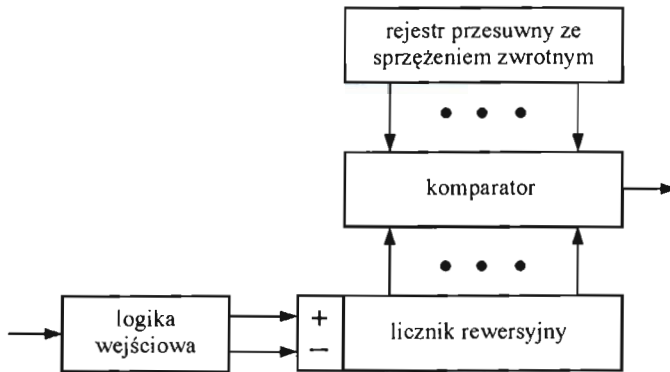 rejestr przesuwny ze
sprzężeniem zwrotnym
komparator
logika
wejściowa
+
−
licznik rewersyjny